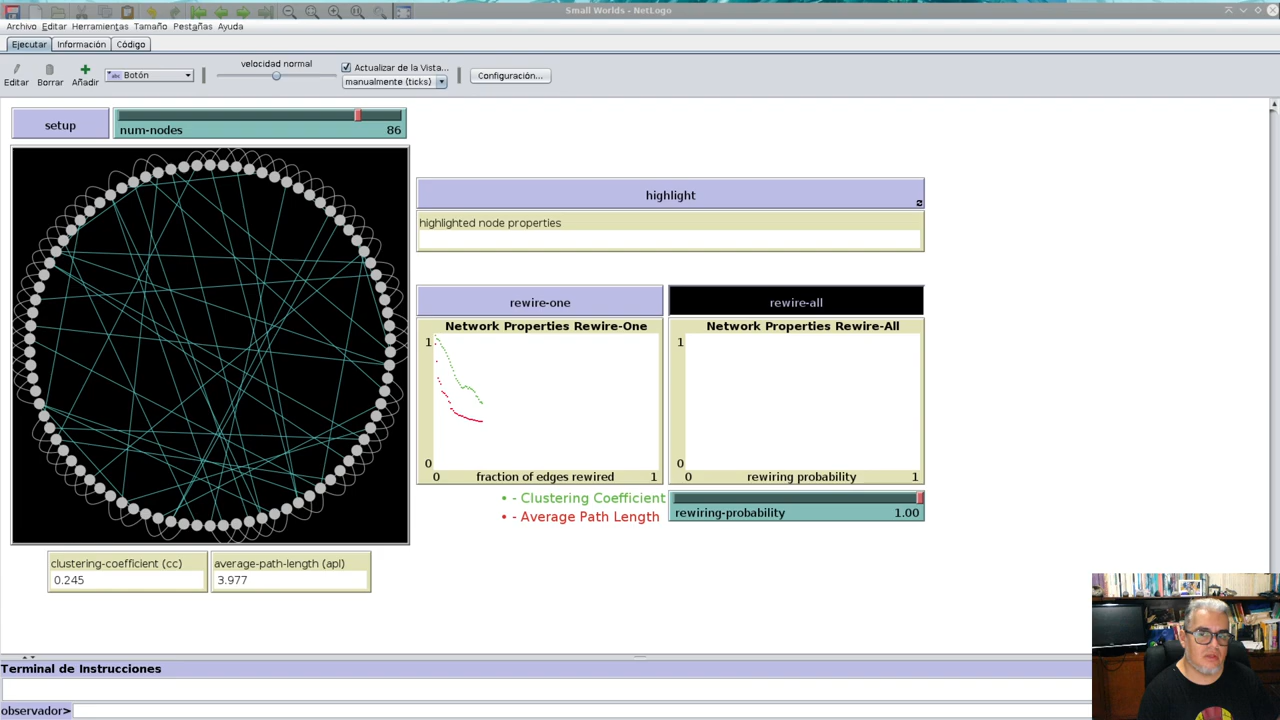 Small Worlds - NetLogo
Archivo Editar Herramientas Tamaño Pestañas Ayuda
Ejecutar Información Código
Editar Borrar Añadir
abc Botón
velocidad normal
Actualizar de la Vista...
manualmente (ticks)
Configuración...
setup
num-nodes 86
highlight
highlighted node properties
rewire-one
rewire-all
Network Properties Rewire-One
1
0
0 fraction of edges rewired 1
Network Properties Rewire-All
1
0
0 rewiring probability 1
- Clustering Coefficient
- Average Path Length
rewiring-probability 1.00
clustering-coefficient (cc)
0.245
average-path-length (apl)
3.977
Terminal de Instrucciones
observador>